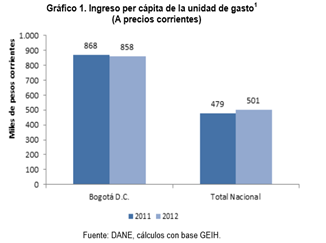 Gráfico 1. Ingreso per cápita de la unidad de gasto1
(A precios corrientes)
Miles de pesos corrientes
1.000
900
800
700
600
500
400
300
200
100
0
868
858
479
501
Bogotá D.C.
Total Nacional
2011
2012
Fuente: DANE, cálculos con base GEIH.